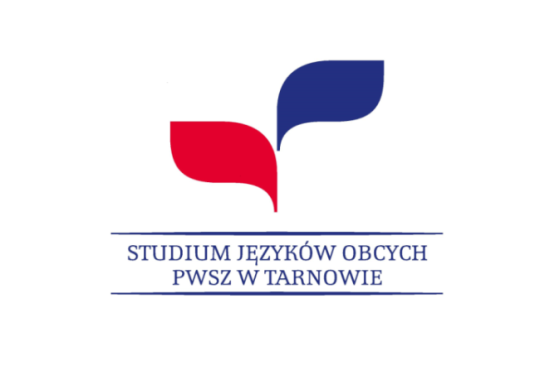 STUDIUM JĘZYKÓW OBCYCH
PWSZ W TARNOWIE